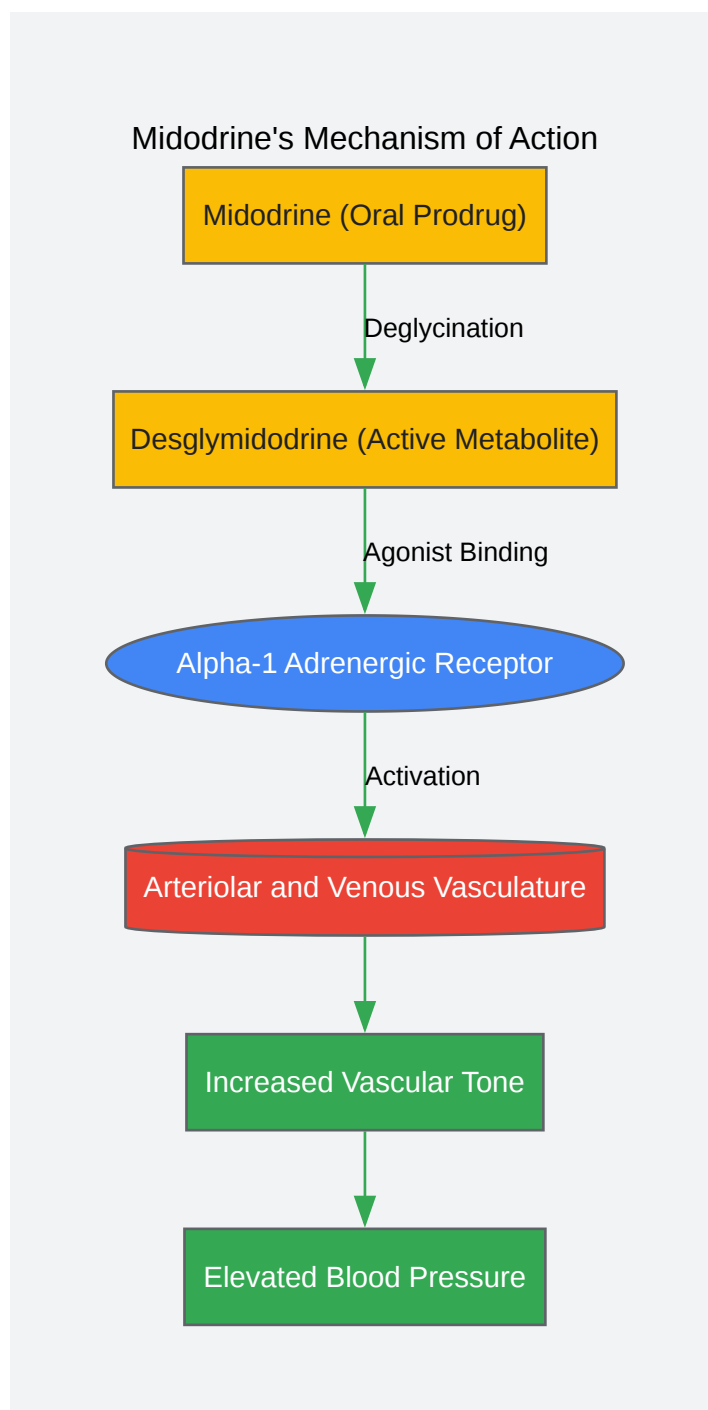 Midodrine's Mechanism of Action
Midodrine (Oral Prodrug)
Deglycination
Desglymidodrine (Active Metabolite)
Agonist Binding
Alpha-1 Adrenergic Receptor
Activation
Arteriolar and Venous Vasculature
Increased Vascular Tone
Elevated Blood Pressure